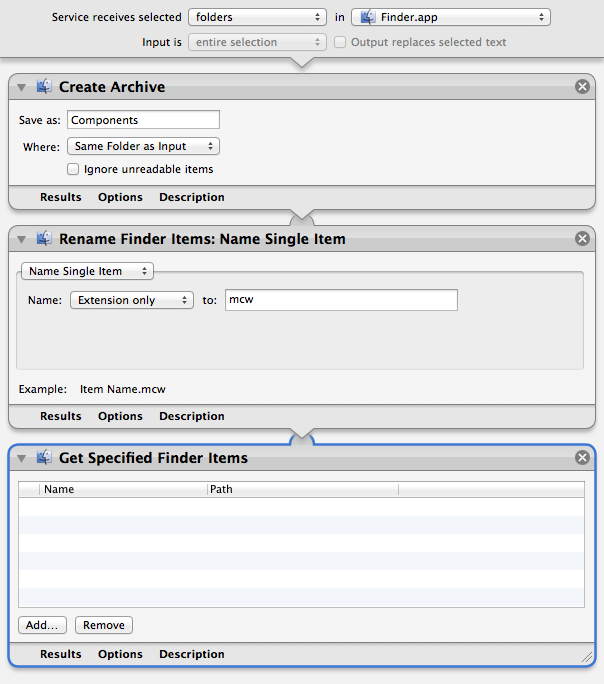 Service receives selected folders in Finder.app
Input is entire selection Output replaces selected text
Create Archive
Save as: Components
Where: Same Folder as Input
Ignore unreadable items
Results Options Description
Rename Finder Items: Name Single Item
Name Single Item
Name: Extension only to: mcw
Example: Item Name.mcw
Results Options Description
Get Specified Finder Items
Name Path
Add... Remove
Results Options Description